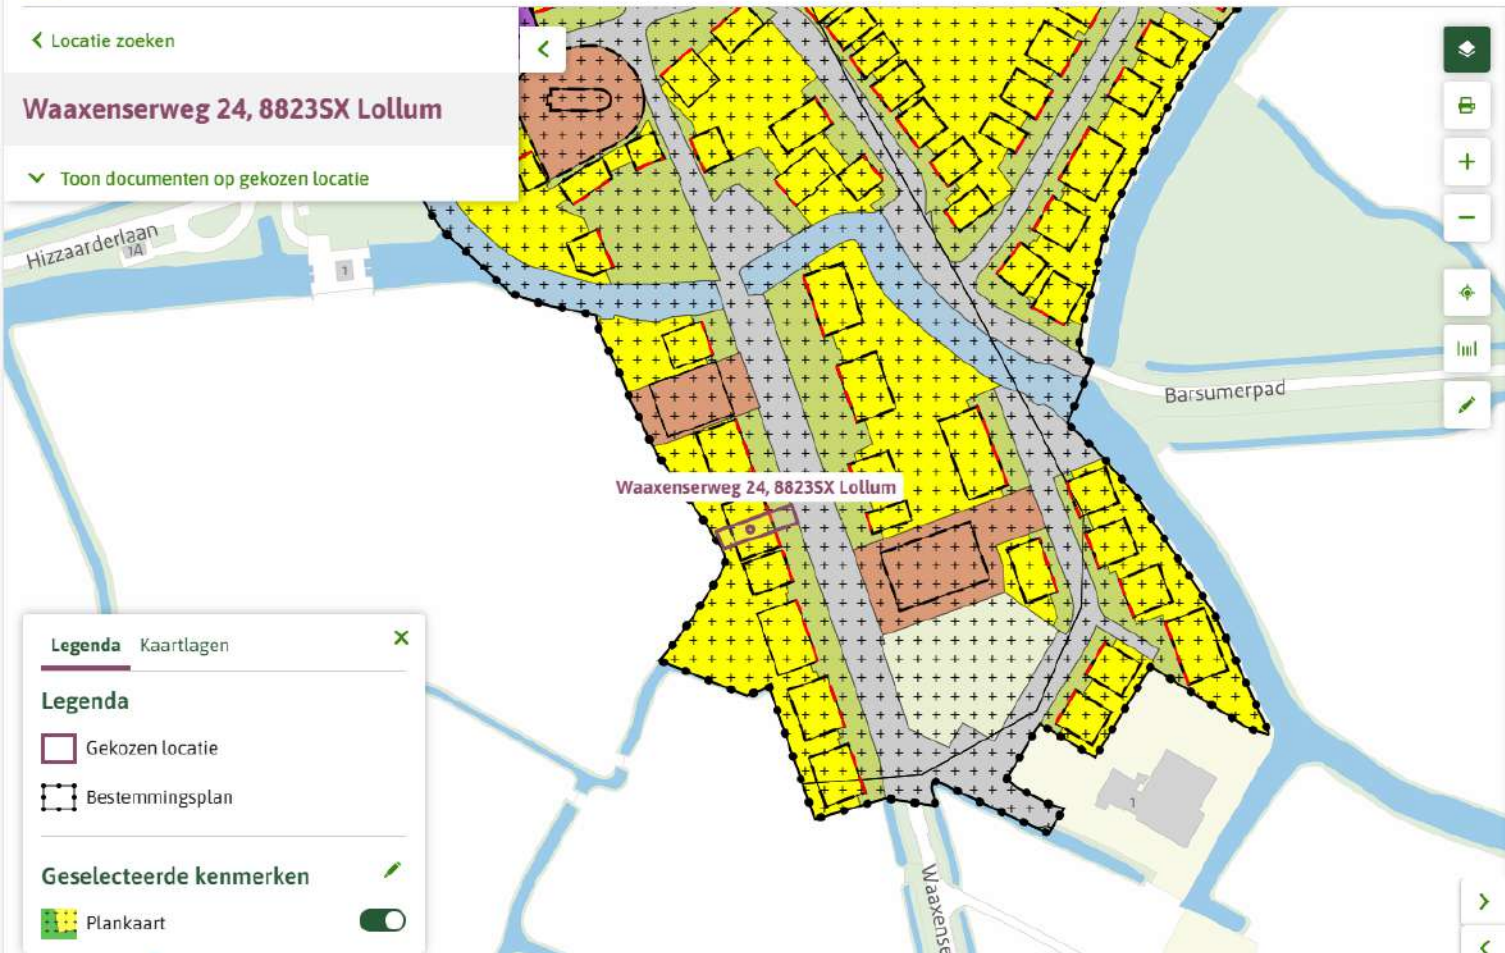 Locatie zoeken
Waaxenserweg 24, 8823SX Lollum
Toon documenten op gekozen locatie
Hizzaarderlaan
14
1
Barsumerpad
Waaxenserweg 24, 8823SX Lollum
Legenda Kaartlagen
Legenda
Gekozen locatie
Bestemmingsplan
Geselecteerde kenmerken
Plankaart
1
Waaxense